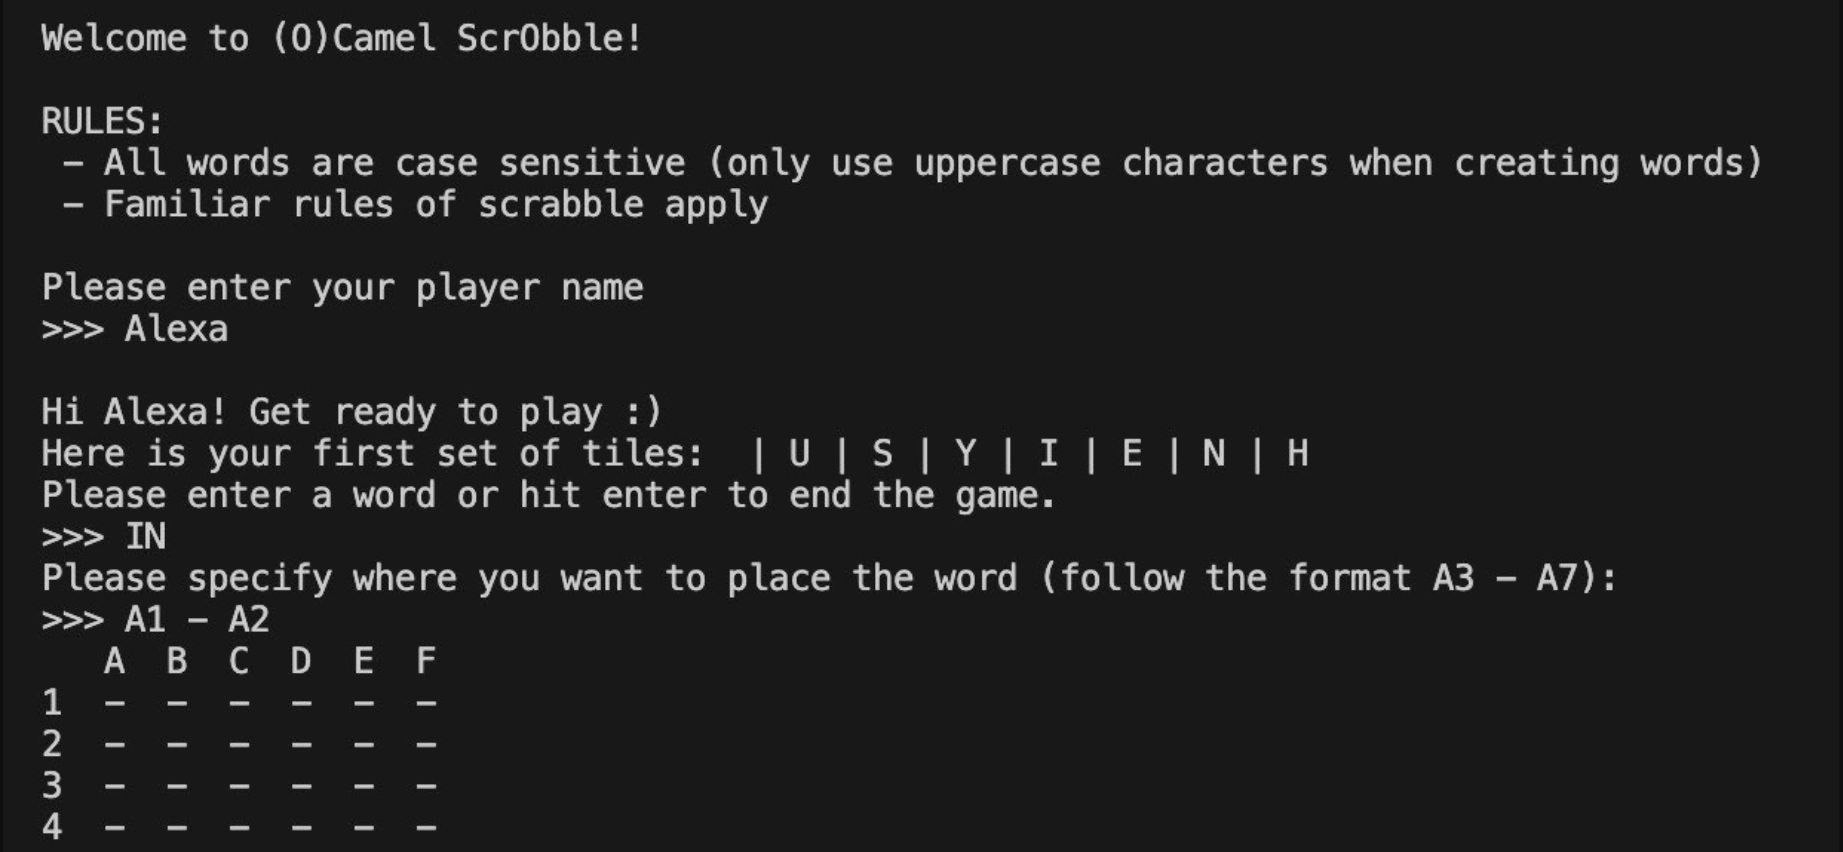 Welcome to (O)Camel ScrObble!
RULES:
– All words are case sensitive (only use uppercase characters when creating words)
– Familiar rules of scrabble apply
Please enter your player name
>>> Alexa
Hi Alexa! Get ready to play :)
Here is your first set of tiles:  | U | S | Y | I | E | N | H
Please enter a word or hit enter to end the game.
>>> IN
Please specify where you want to place the word (follow the format A3 – A7):
>>> A1 – A2
A B C D E F
1 – – – – – –
2 – – – – – –
3 – – – – – –
4 – – – – – –